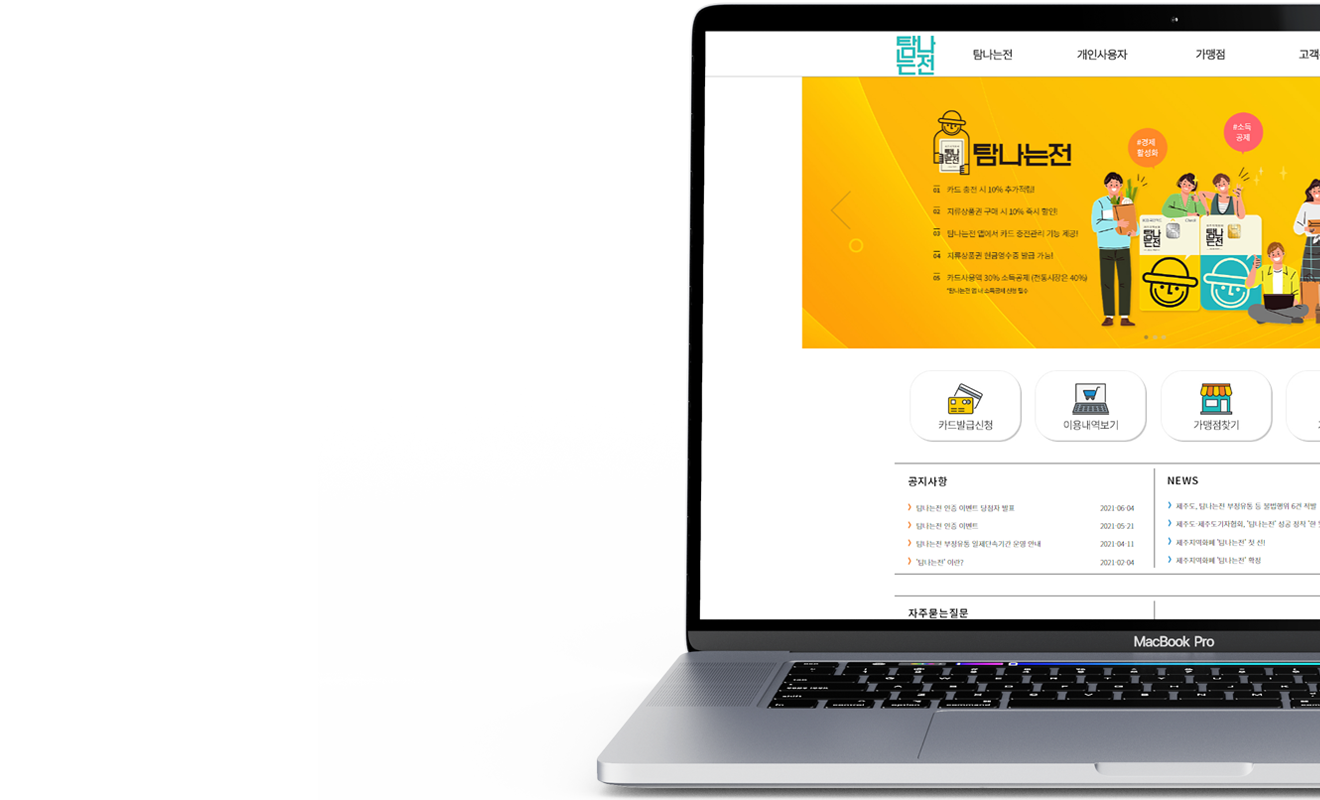 탐나
는전
탐나는전
개인사용자
가맹점
고객
탐나는전
#경제
활성화
#소득
공제
01 카드 충전 시 10% 추가적립!
02 지류상품권 구매 시 10% 즉시 할인!
03 탐나는전 앱에서 카드 충전관리 기능 제공!
04 지류상품권 현금영수증 발급 가능!
05 카드사용액 30% 소득공제! (전통시장은 40%)
*탐나는전 앱 내 소득공제 신청 필수
탐나
는전
탐나
는전
탐나
는전
카드발급신청
이용내역보기
가맹점찾기
공지사항
탐나는전 인증 이벤트 당첨자 발표 2021-06-04
탐나는전 인증 이벤트 2021-05-21
탐나는전 부정유통 일제단속기간 운영 안내 2021-04-11
'탐나는전' 이란? 2021-02-04
NEWS
제주도, 탐나는전 부정유통 등 불법행위 6건 적발
제주도·제주도기자협회, '탐나는전' 성공 정착 '한
제주지역화폐 '탐나는전' 첫 선!
제주지역화폐 '탐나는전' 확정
자주묻는질문
MacBook Pro